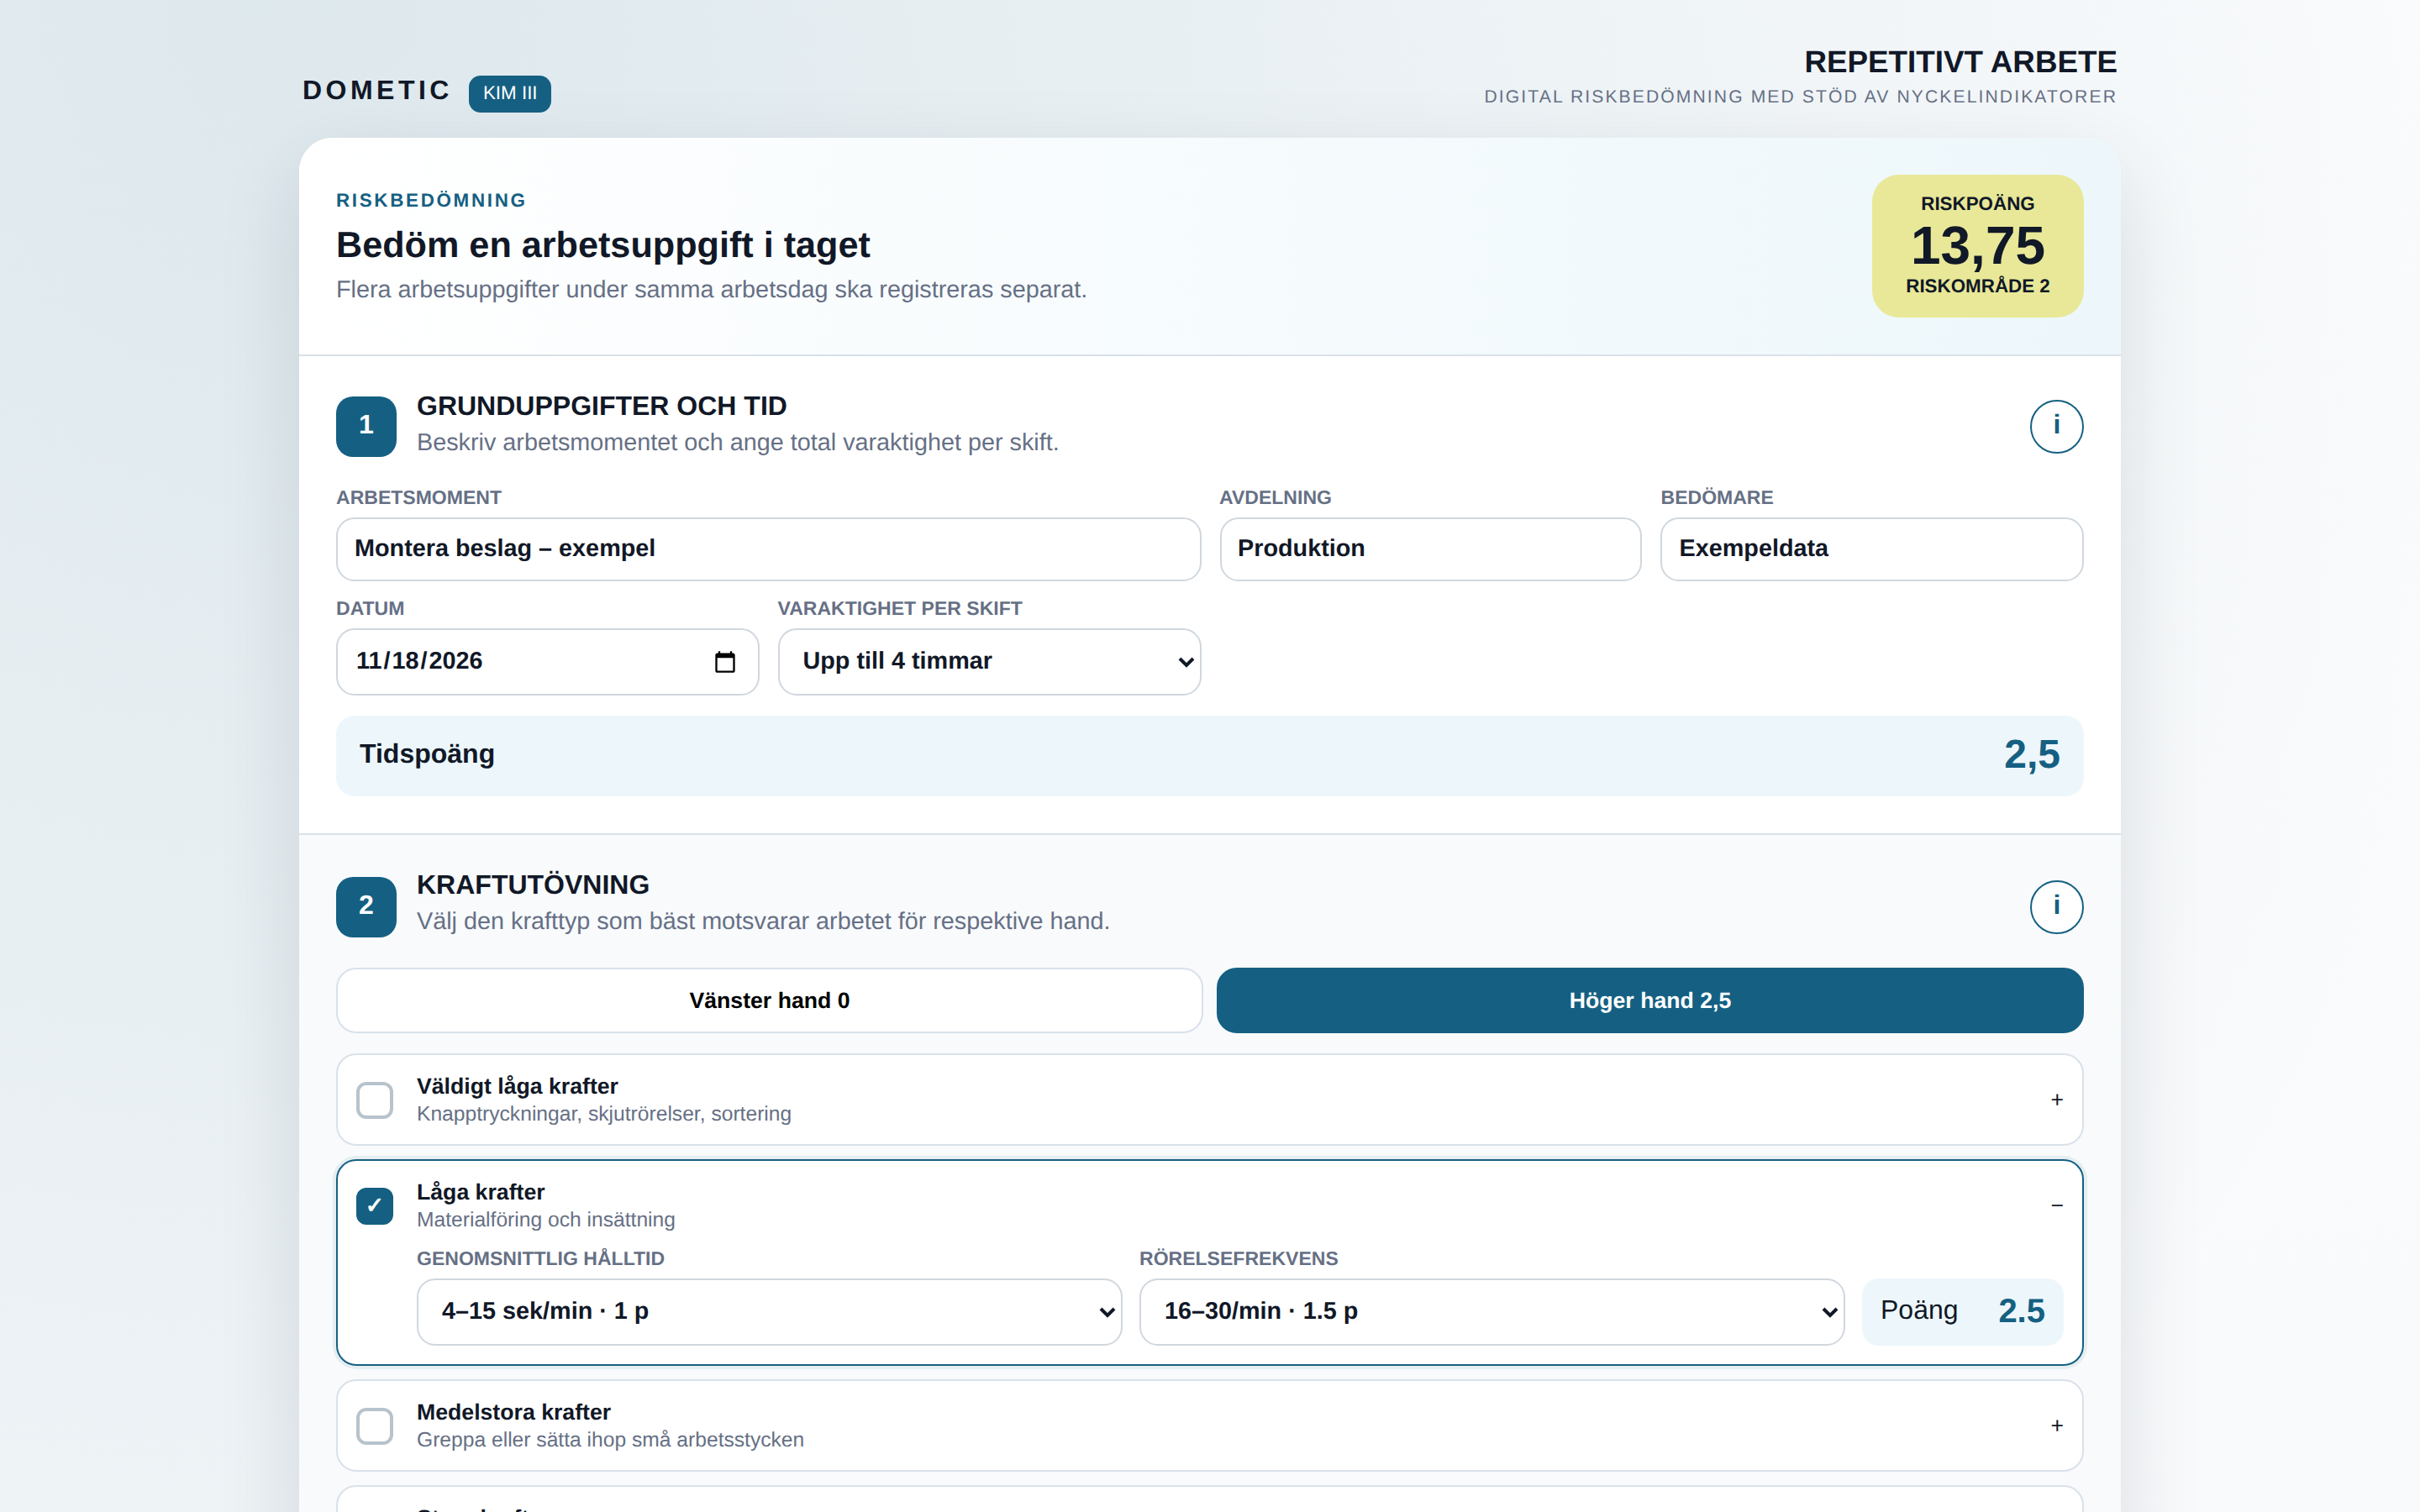 DOMETIC KIM III
REPETITIVT ARBETE
DIGITAL RISKBEDÖMNING MED STÖD AV NYCKELINDIKATORER
RISKBEDÖMNING
Bedöm en arbetsuppgift i taget
Flera arbetsuppgifter under samma arbetsdag ska registreras separat.
RISKPOÄNG
13,75
RISKOMRÅDE 2
1 GRUNDUPPGIFTER OCH TID
Beskriv arbetsmomentet och ange total varaktighet per skift.
i
ARBETSMOMENT AVDELNING BEDÖMARE
Montera beslag – exempel Produktion Exempeldata
DATUM VARAKTIGHET PER SKIFT
11/18/2026 Upp till 4 timmar
Tidspoäng 2,5
2 KRAFTUTÖVNING
Välj den krafttyp som bäst motsvarar arbetet för respektive hand.
i
Vänster hand 0 Höger hand 2,5
Väldigt låga krafter
Knapptryckningar, skjutrörelser, sortering
+
✓ Låga krafter
Materialföring och insättning
−
GENOMSNITTLIG HÅLLTID RÖRELSEFREKVENS
4–15 sek/min · 1 p 16–30/min · 1.5 p Poäng 2.5
Medelstora krafter
Greppa eller sätta ihop små arbetsstycken
+